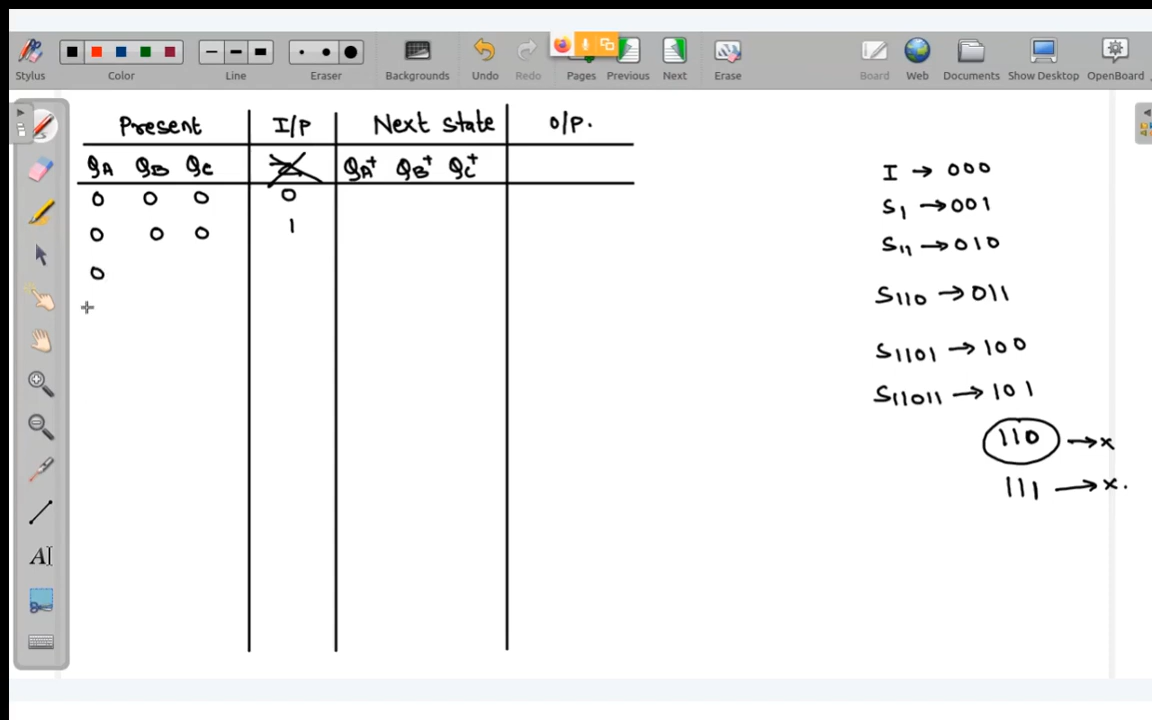 Stylus Color Line Eraser Backgrounds Undo Redo Pages Previous Next Erase Board Web Documents Show Desktop OpenBoard
Present I/P Next state O/P.
QA QB QC QA+ QB+ QC+
0 0 0 0
0 0 0 1
0
I → 000
S1 → 001
S11 → 010
S110 → 011
S1101 → 100
S11011 → 101
110 → x
111 → x.
AI